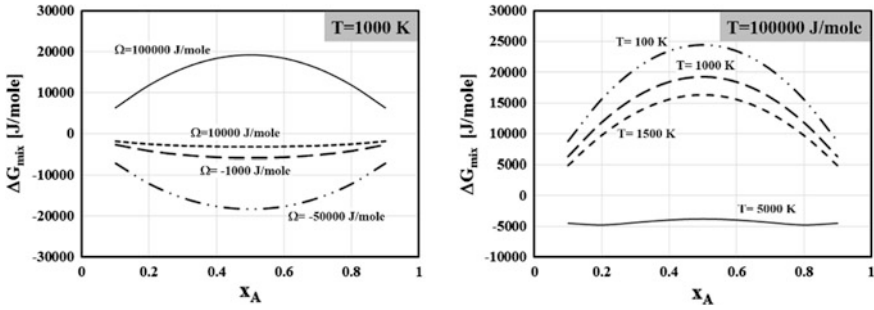 T=1000 K
Ω=100000 J/mole
Ω=10000 J/mole
Ω= -1000 J/mole
Ω= -50000 J/mole
ΔGmix [J/mole]
30000
20000
10000
0
-10000
-20000
-30000
0
0.2
0.4
0.6
0.8
1
xA
T=100000 J/molc
T= 100 K
T= 1000 K
T= 1500 K
T= 5000 K
ΔGmix [J/mole]
30000
25000
20000
15000
10000
5000
0
-5000
-10000
0
0.2
0.4
0.6
0.8
1
xA